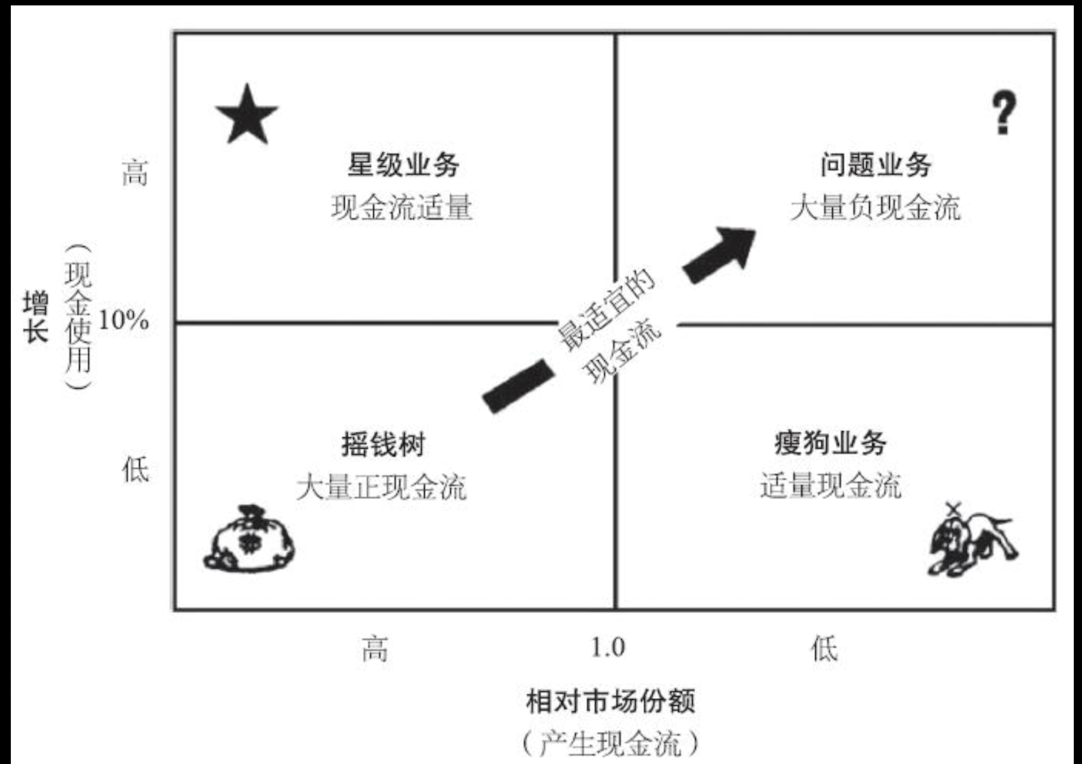 ?
星级业务
现金流适量
问题业务
大量负现金流
高
增长
（现金使用）
10%
最适宜的
现金流
低
摇钱树
大量正现金流
瘦狗业务
适量现金流
高
1.0
低
相对市场份额
（产生现金流）